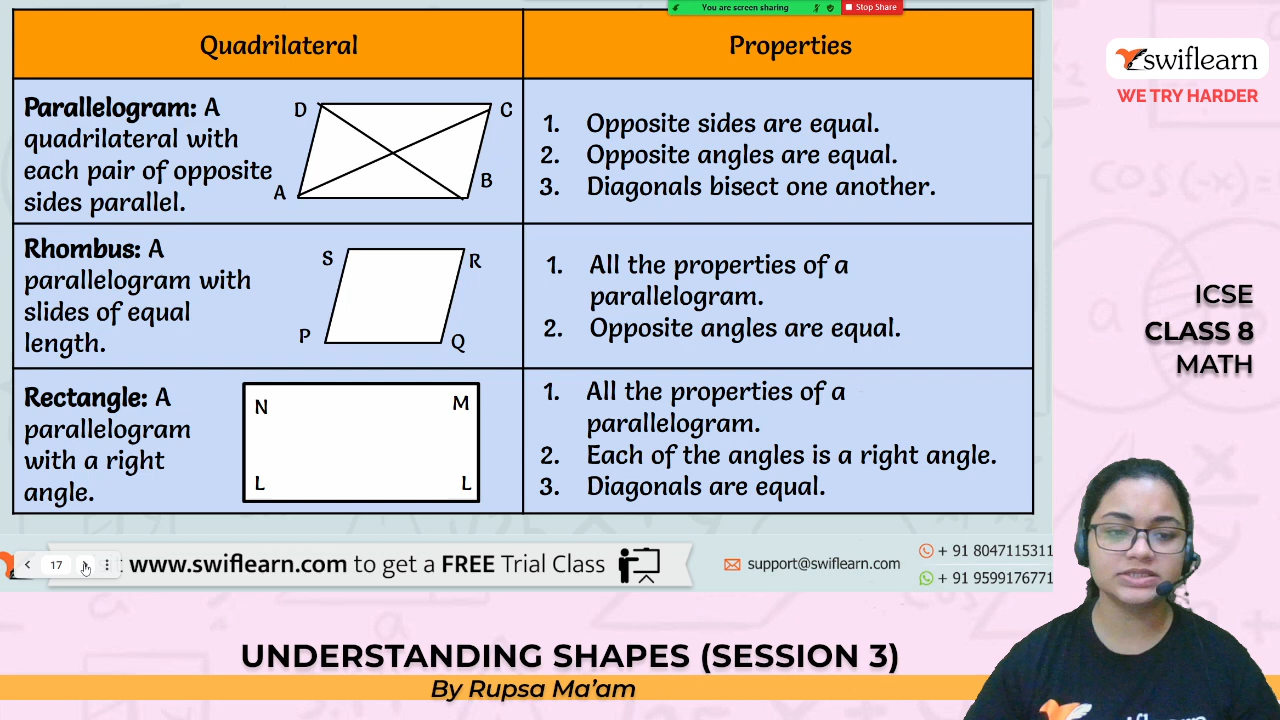 You are screen sharing
Stop Share
Quadrilateral
Properties
Parallelogram: A
quadrilateral with
each pair of opposite
sides parallel.
D
C
A
B
1. Opposite sides are equal.
2. Opposite angles are equal.
3. Diagonals bisect one another.
Rhombus: A
parallelogram with
slides of equal
length.
S
R
P
Q
1. All the properties of a
parallelogram.
2. Opposite angles are equal.
Rectangle: A
parallelogram
with a right
angle.
N
M
L
L
1. All the properties of a
parallelogram.
2. Each of the angles is a right angle.
3. Diagonals are equal.
17
www.swiflearn.com to get a FREE Trial Class
support@swiflearn.com
+ 91 8047115311
+ 91 9599176771
swiflearn
WE TRY HARDER
ICSE
CLASS 8
MATH
UNDERSTANDING SHAPES (SESSION 3)
By Rupsa Ma'am
swiflearn